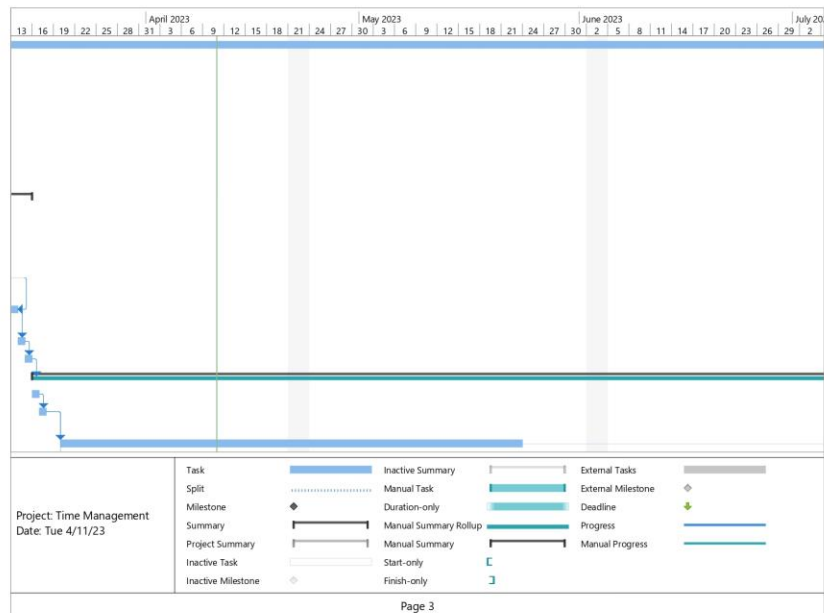 April 2023 May 2023 June 2023 July 202
13 16 19 22 25 28 31 3 6 9 12 15 18 21 24 27 30 3 6 9 12 15 18 21 24 27 30 2 5 8 11 14 17 20 23 26 29 2
Project: Time Management
Date: Tue 4/11/23
Task
Split
Milestone
Summary
Project Summary
Inactive Task
Inactive Milestone
Inactive Summary
Manual Task
Duration-only
Manual Summary Rollup
Manual Summary
Start-only
Finish-only
External Tasks
External Milestone
Deadline
Progress
Manual Progress
Page 3